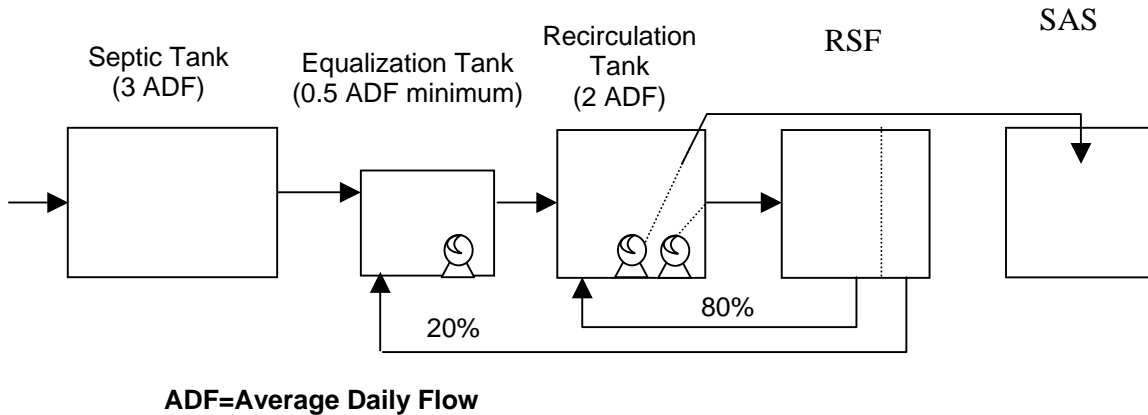 Septic Tank
(3 ADF)
Equalization Tank
(0.5 ADF minimum)
Recirculation
Tank
(2 ADF)
RSF
SAS
80%
20%
ADF=Average Daily Flow